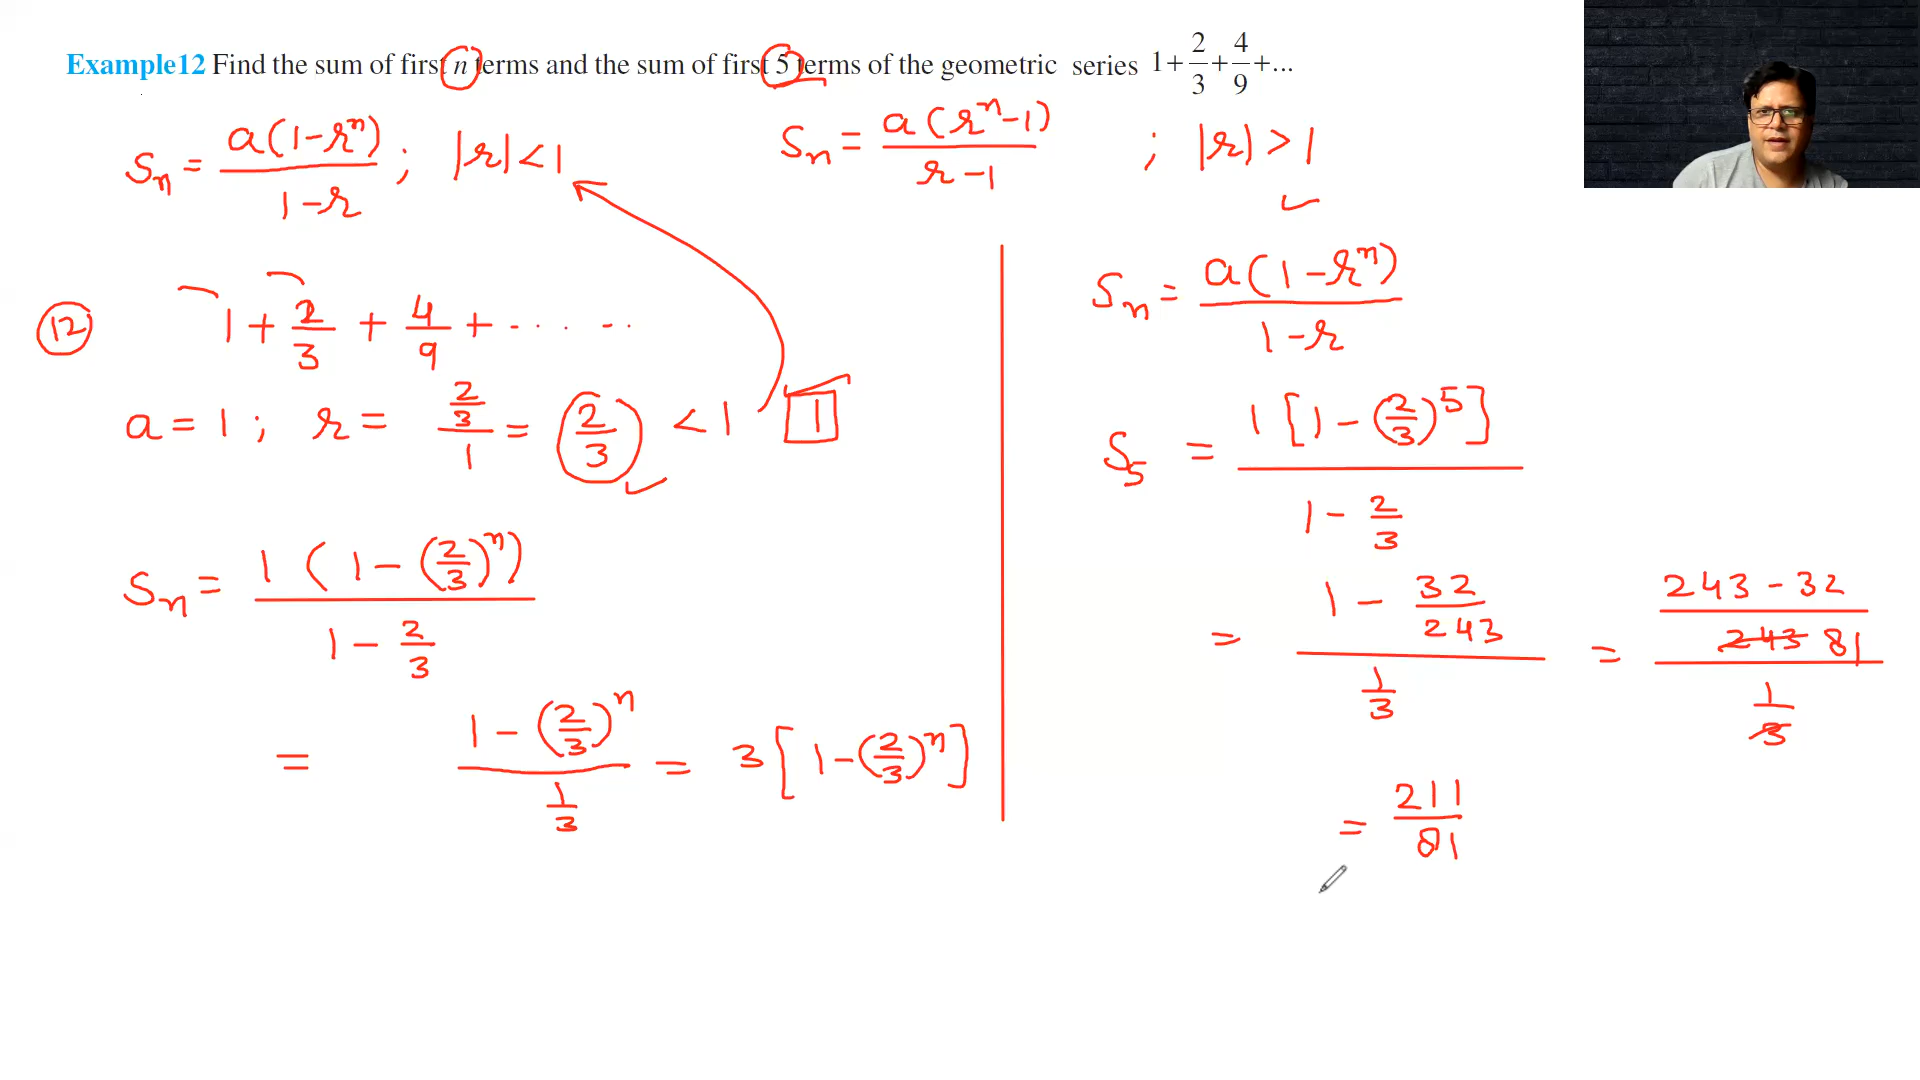 Example12 Find the sum of first n terms and the sum of first 5 terms of the geometric series 1+2/3+4/9+...
Sn = a(1-r^n)/(1-r) ; |r| < 1
Sn = a(r^n-1)/(r-1) ; |r| > 1
12
1 + 2/3 + 4/9 + ......
a = 1 ; r = (2/3)/1 = 2/3 < 1
1
Sn = 1(1-(2/3)^n)/(1-2/3)
= (1-(2/3)^n)/(1/3) = 3[1-(2/3)^n]
Sn = a(1-r^n)/(1-r)
S5 = 1[1-(2/3)^5]/(1-2/3)
= (1-32/243)/(1/3) = ((243-32)/243 81)/(1/3)
= 211/81